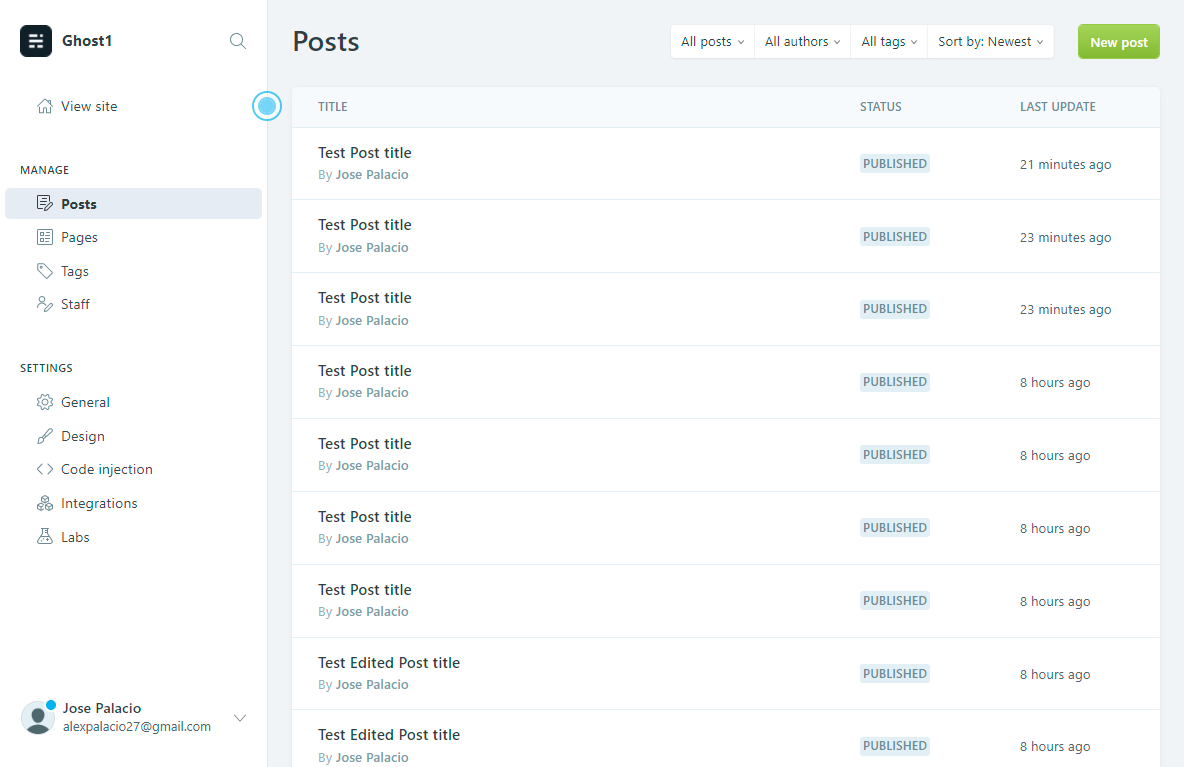 Ghost1
View site
MANAGE
Posts
Pages
Tags
Staff
SETTINGS
General
Design
Code injection
Integrations
Labs
Jose Palacio
alexpalacio27@gmail.com
Posts
All posts
All authors
All tags
Sort by: Newest
New post
TITLE STATUS LAST UPDATE
Test Post title
By Jose Palacio
PUBLISHED
21 minutes ago
Test Post title
By Jose Palacio
PUBLISHED
23 minutes ago
Test Post title
By Jose Palacio
PUBLISHED
23 minutes ago
Test Post title
By Jose Palacio
PUBLISHED
8 hours ago
Test Post title
By Jose Palacio
PUBLISHED
8 hours ago
Test Post title
By Jose Palacio
PUBLISHED
8 hours ago
Test Post title
By Jose Palacio
PUBLISHED
8 hours ago
Test Edited Post title
By Jose Palacio
PUBLISHED
8 hours ago
Test Edited Post title
By Jose Palacio
PUBLISHED
8 hours ago